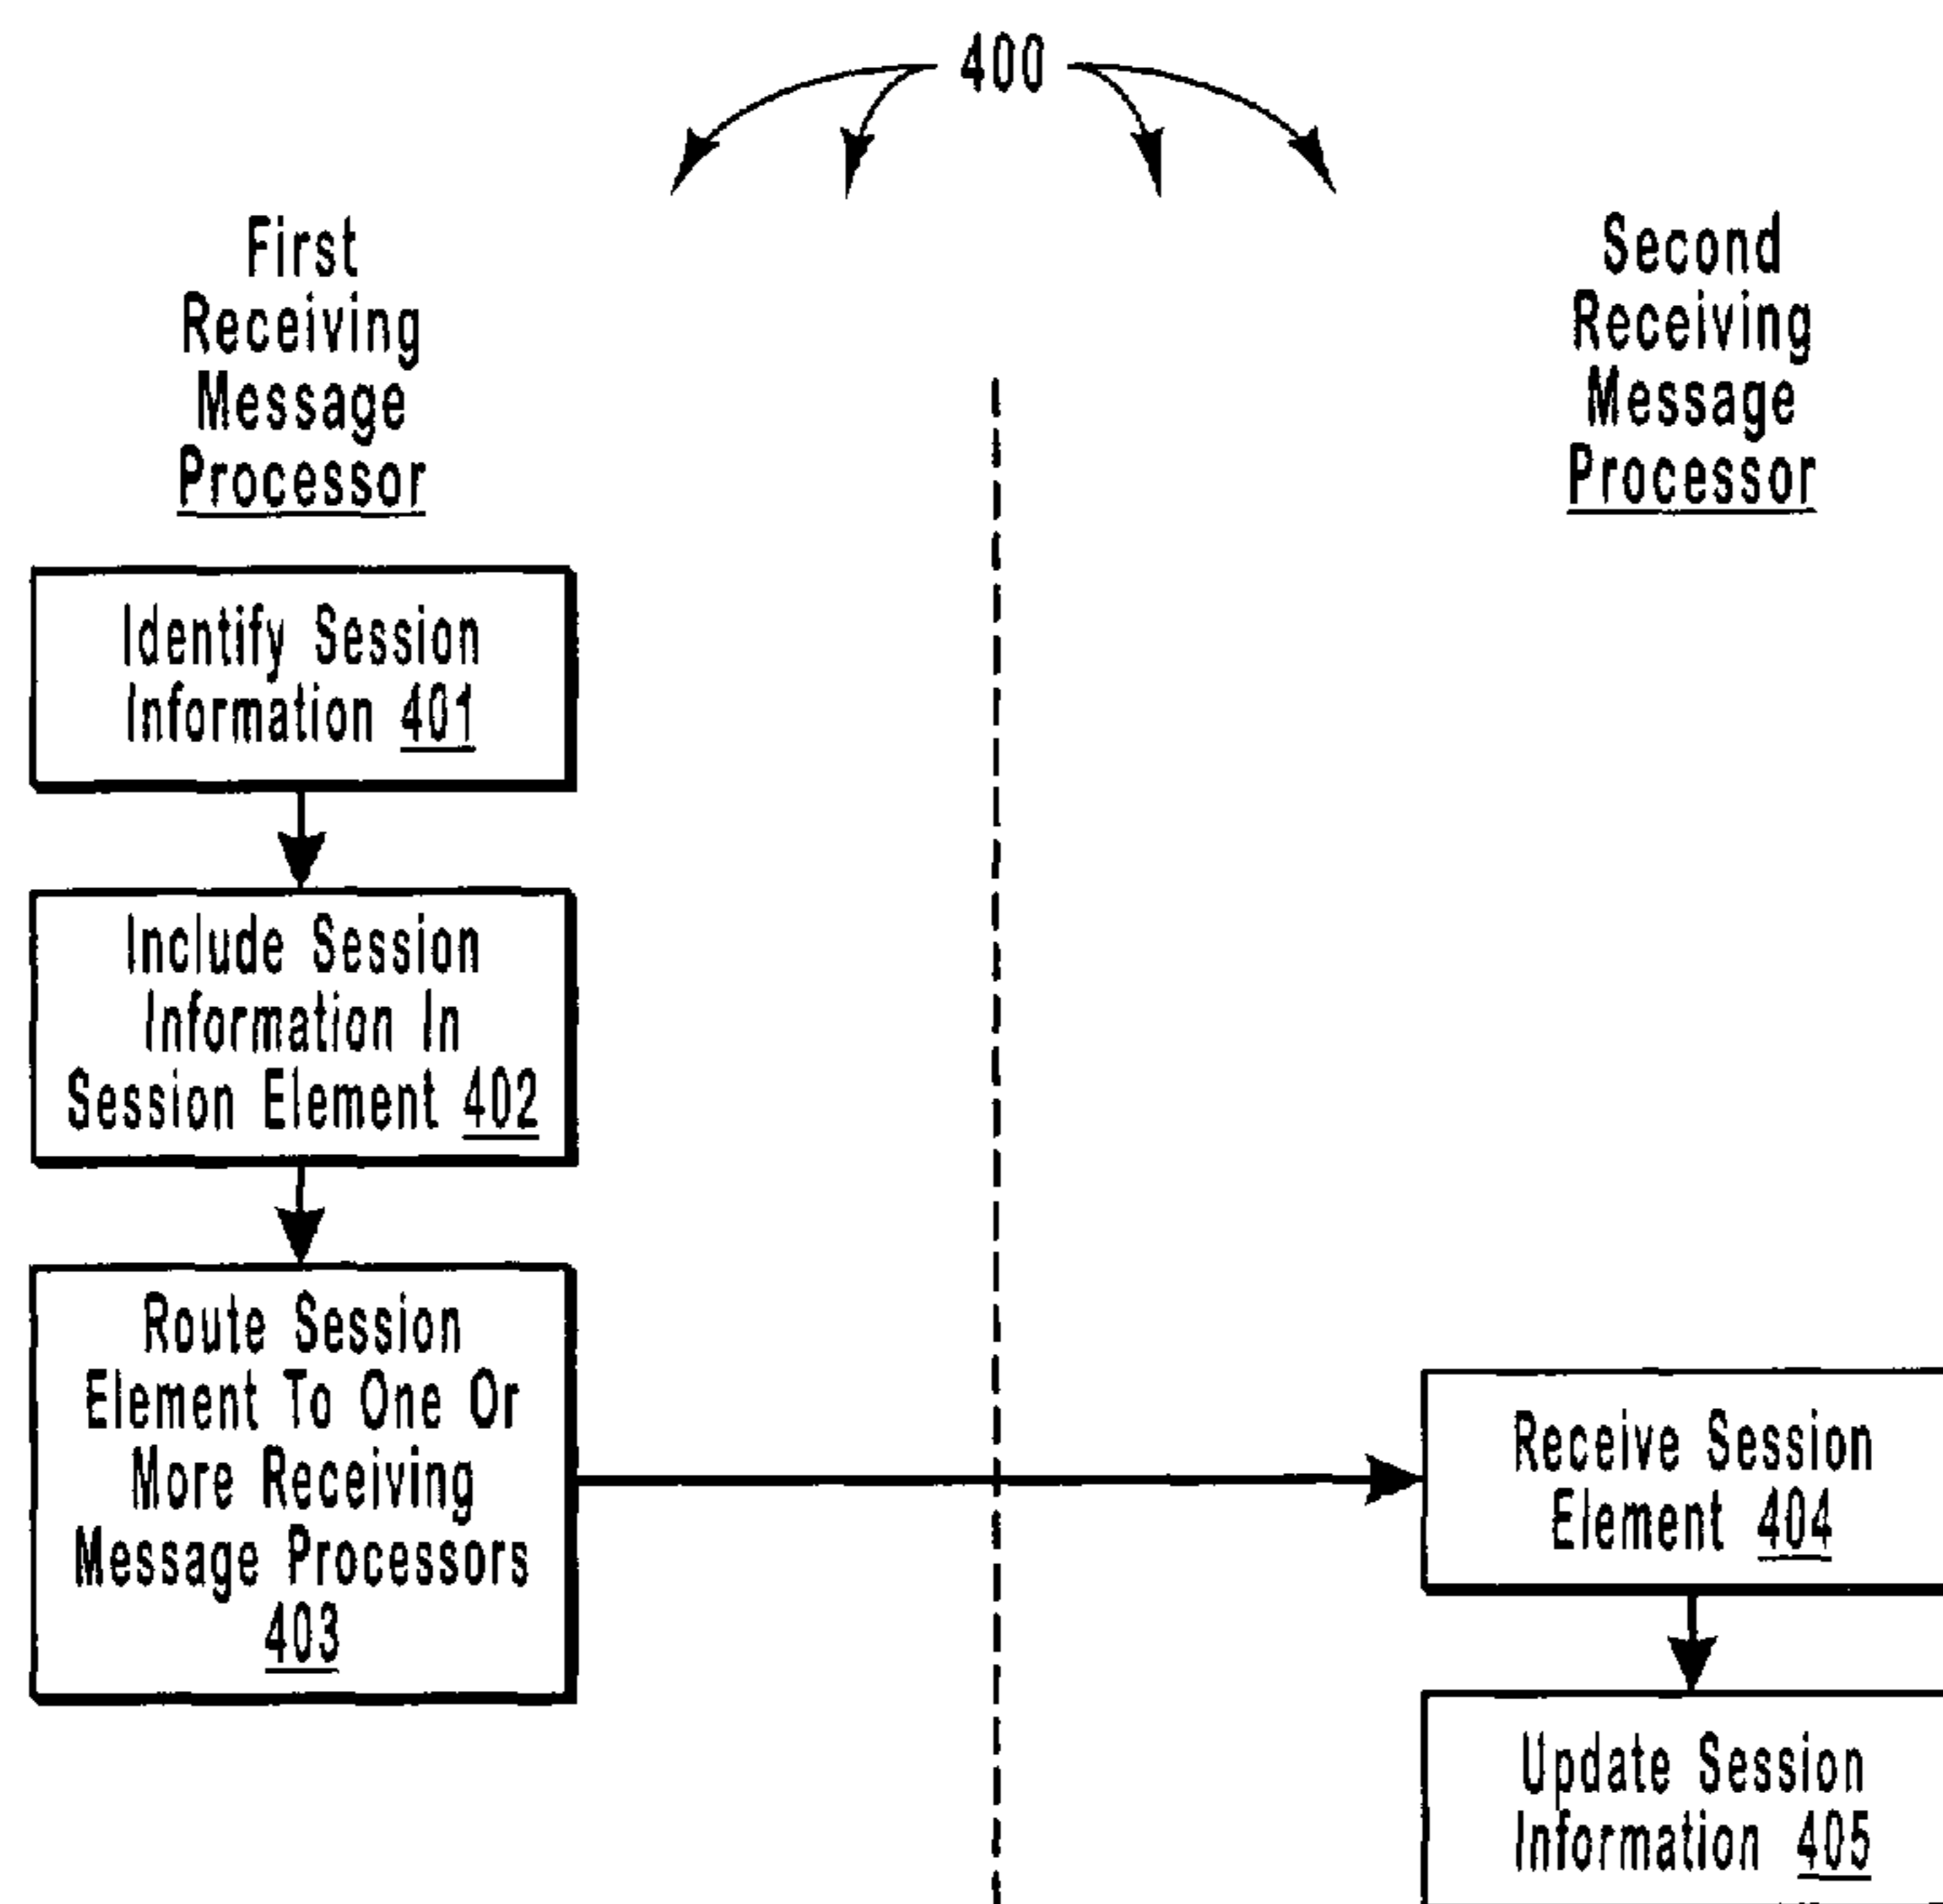 400
First
Receiving
Message
Processor
Second
Receiving
Message
Processor
Identify Session
Information 401
Include Session
Information In
Session Element 402
Route Session
Element To One Or
More Receiving
Message Processors
403
Receive Session
Element 404
Update Session
Information 405